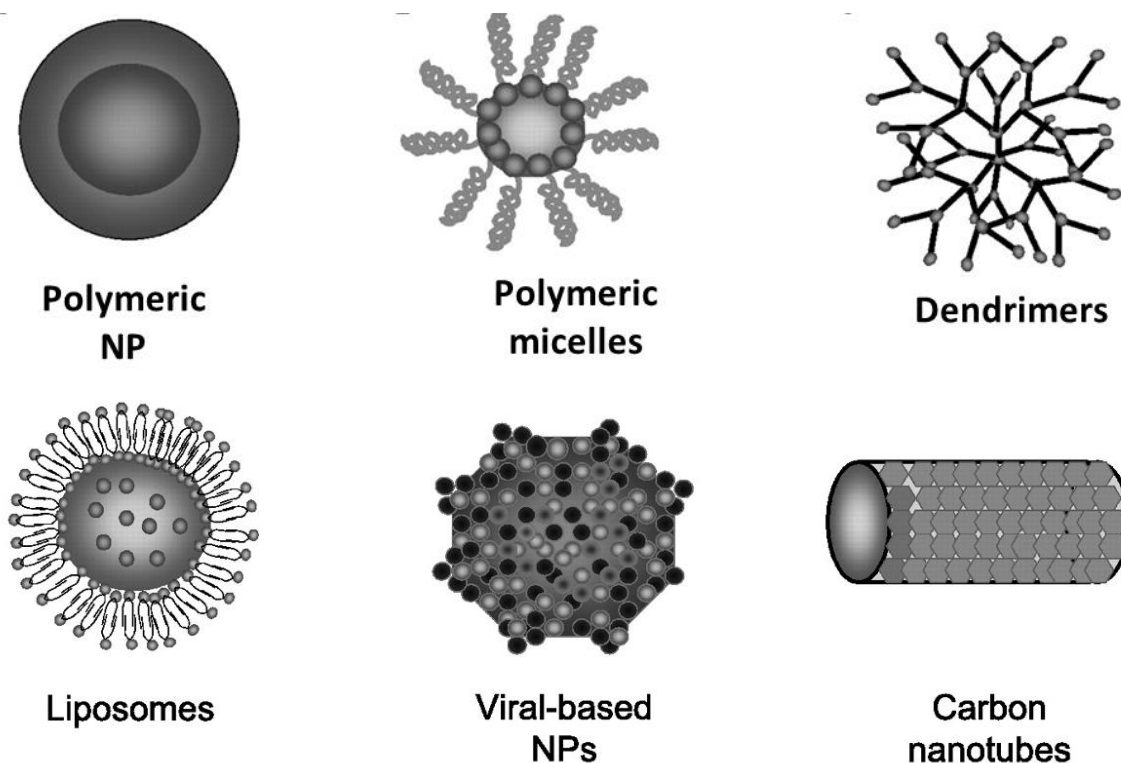 Polymeric
NP
Polymeric
micelles
Dendrimers
Liposomes
Viral-based
NPs
Carbon
nanotubes